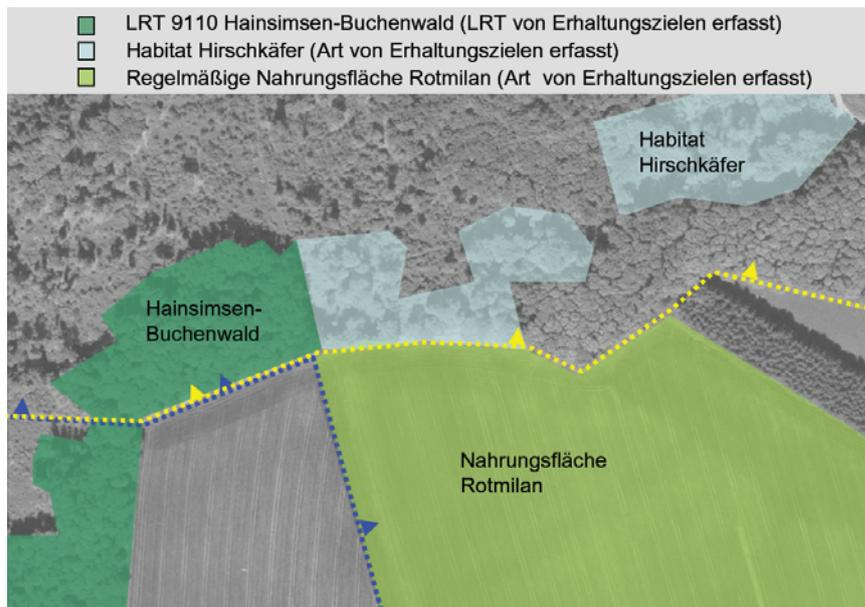 LRT 9110 Hainsimsen-Buchenwald (LRT von Erhaltungszielen erfasst)
Habitat Hirschkäfer (Art von Erhaltungszielen erfasst)
Regelmäßige Nahrungsfläche Rotmilan (Art von Erhaltungszielen erfasst)
Habitat
Hirschkäfer
Hainsimsen-
Buchenwald
Nahrungsfläche
Rotmilan